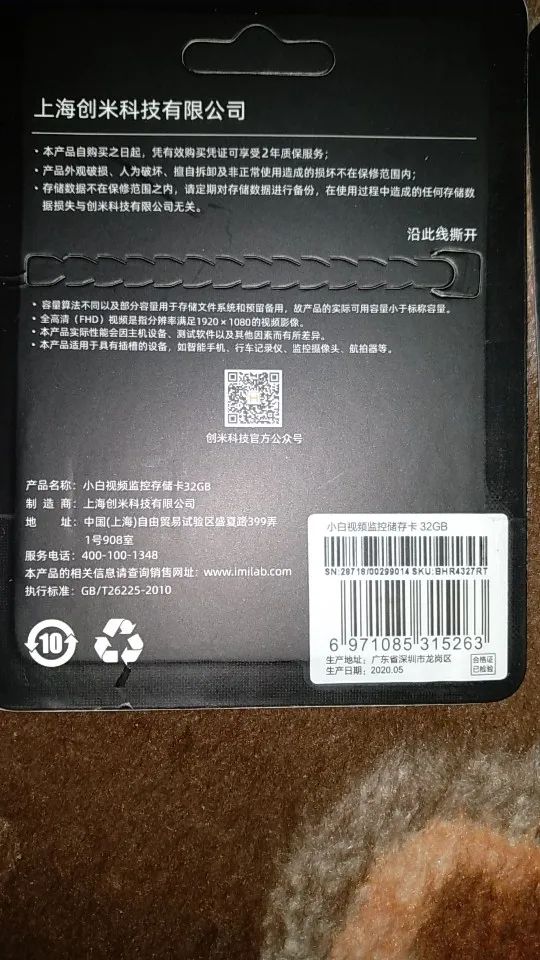 上海创米科技有限公司
· 本产品自购买之日起，凭有效购买凭证可享受2年质保服务；
· 产品外观破损、人为破坏、擅自拆卸及非正常使用造成的损坏不在保修范围内；
· 存储数据不在保修范围之内，请定期对存储数据进行备份，在使用过程中造成的任何存储数
据损失与创米科技有限公司无关。
沿此线撕开
· 容量算法不同以及部分容量用于存储文件系统和预留备用，故产品的实际可用容量小于标称容量。
· 全高清（FHD）视频是指分辨率满足1920×1080的视频影像。
· 本产品实际性能会因主机设备、测试软件以及其他因素而有所差异。
· 本产品适用于具有插槽的设备，如智能手机、行车记录仪、监控摄像头、航拍器等。
创米科技官方公众号
产品名称：小白视频监控存储卡32GB
制 造 商：上海创米科技有限公司
地 址：中国(上海)自由贸易试验区盛夏路399弄
1号908室
服务电话：400-100-1348
本产品的相关信息请查询销售网址：www.imilab.com
执行标准：GB/T26225-2010
10
小白视频监控储存卡 32GB
SN:28718/00299014 SKU:BHR4327RT
6 971085 315263
生产地址：广东省深圳市龙岗区
生产日期：2020.05
合格证
已检验